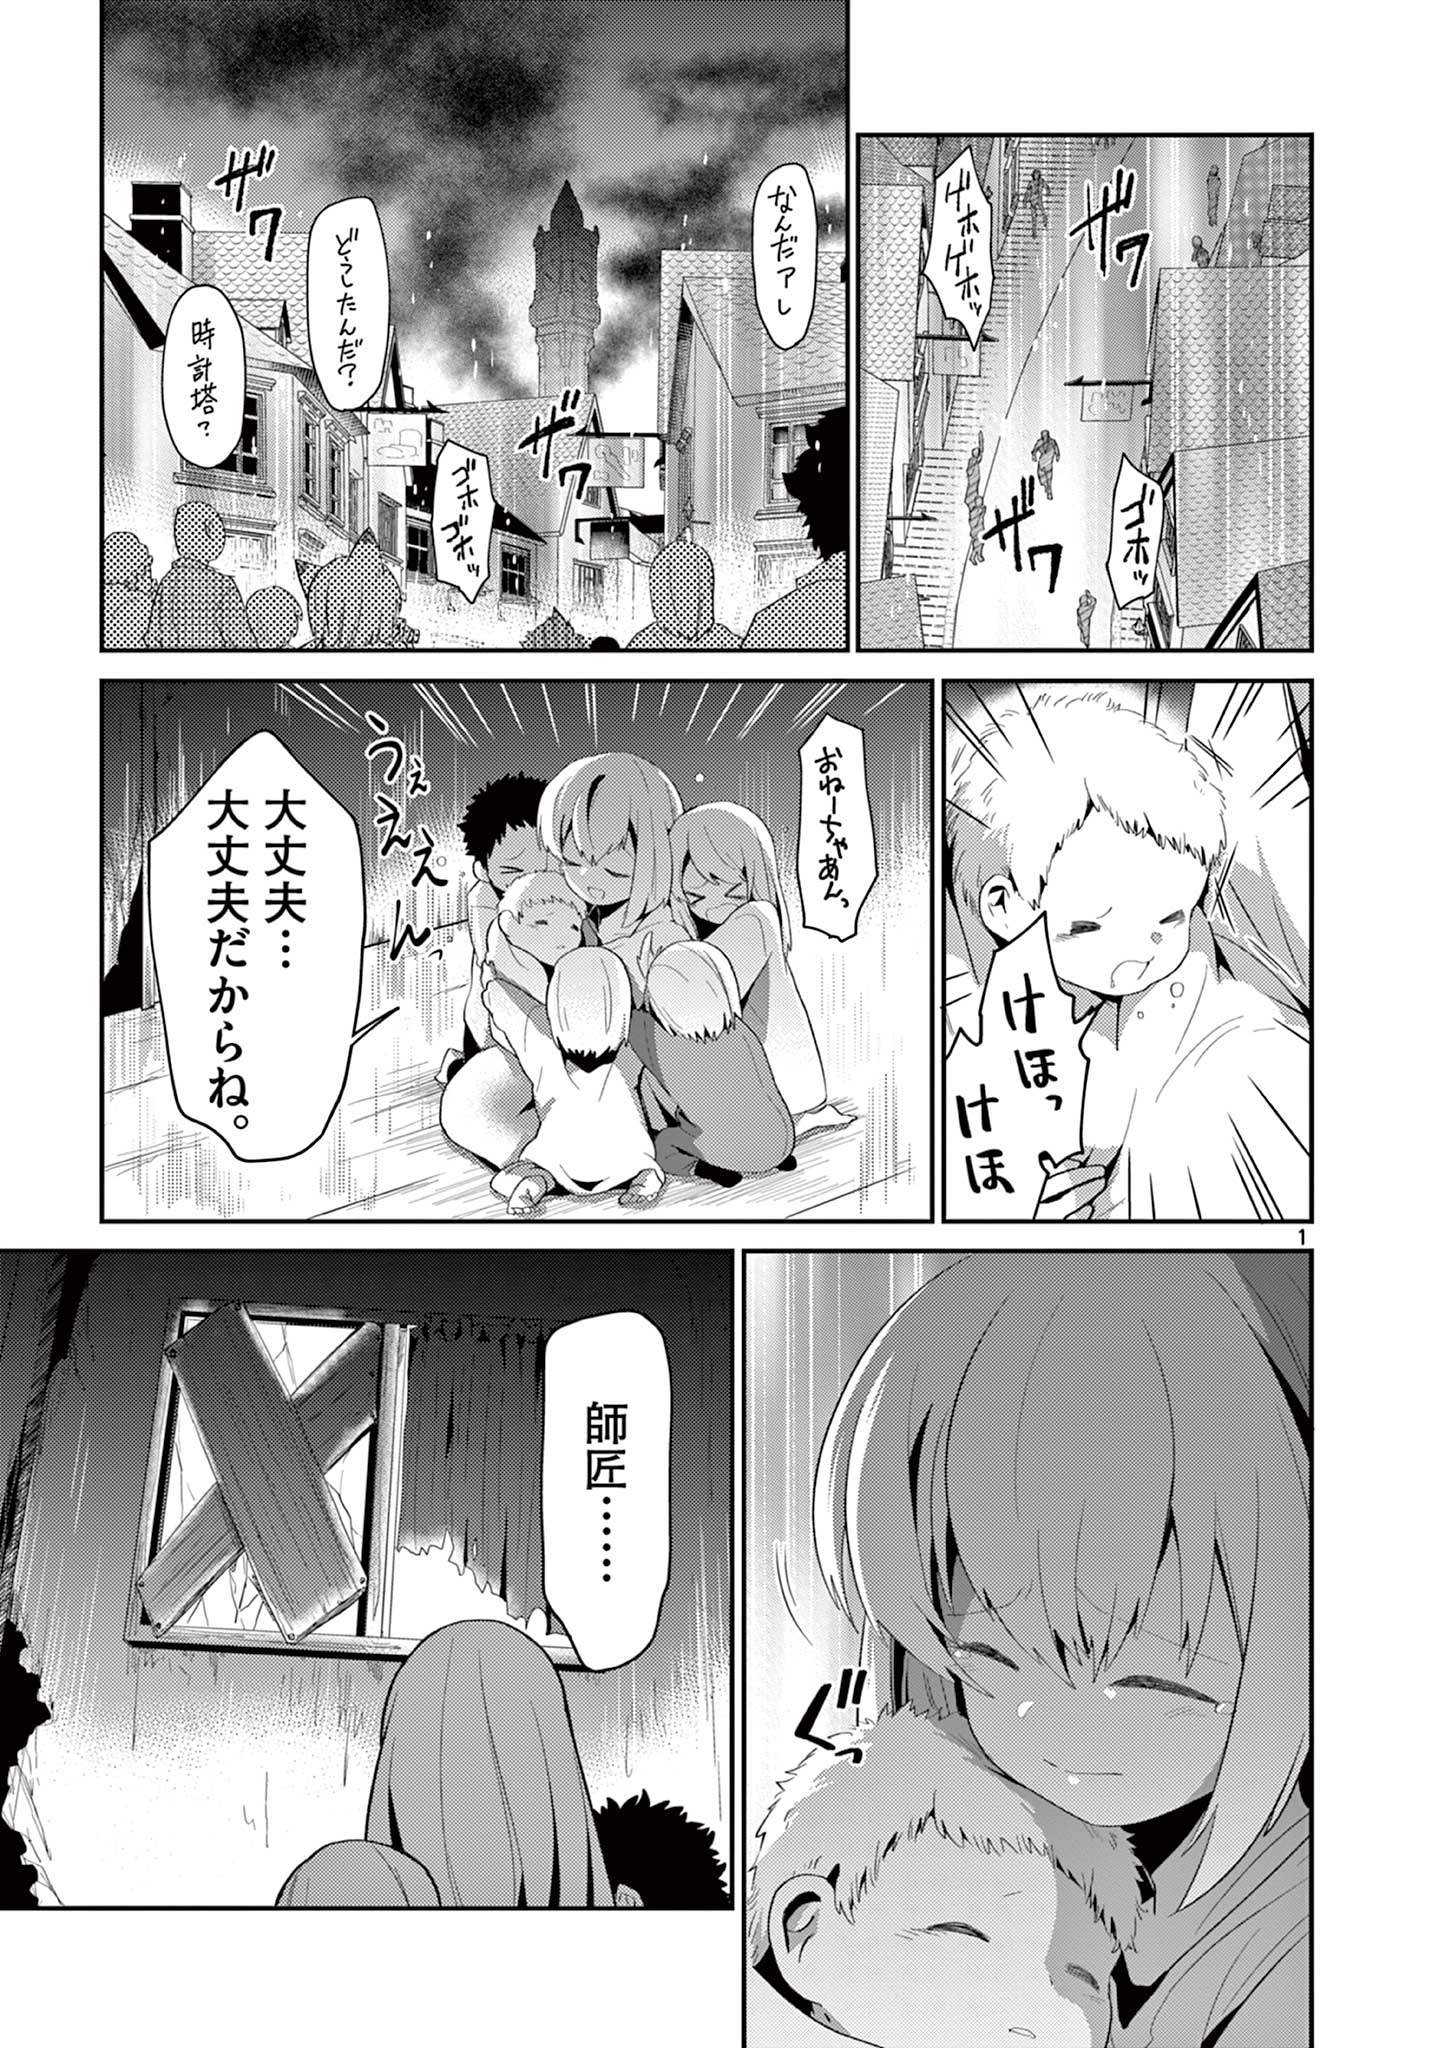 ゲホ
ゲホッ
ザワ
ザワ
ゴホッ
なんだアレ
どうしたんだ?
時計塔?
ザワ
ザワ
ゴホ
ゴホッ
けほっ
けほ
おねーちゃあんっ
うぇ
えぇぇんっ
大丈夫…
大丈夫だからね。
1
ぐっ
師匠……